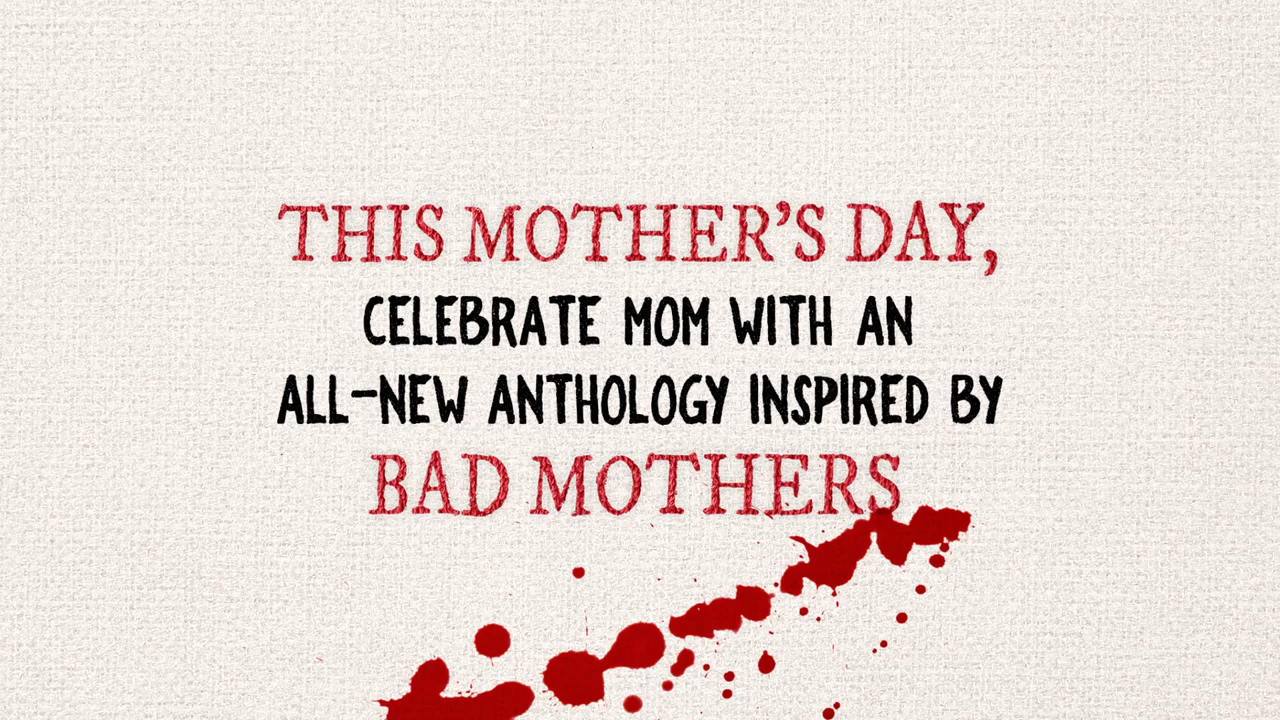 THIS MOTHER’S DAY,
CELEBRATE MOM WITH AN
ALL-NEW ANTHOLOGY INSPIRED BY
BAD MOTHERS